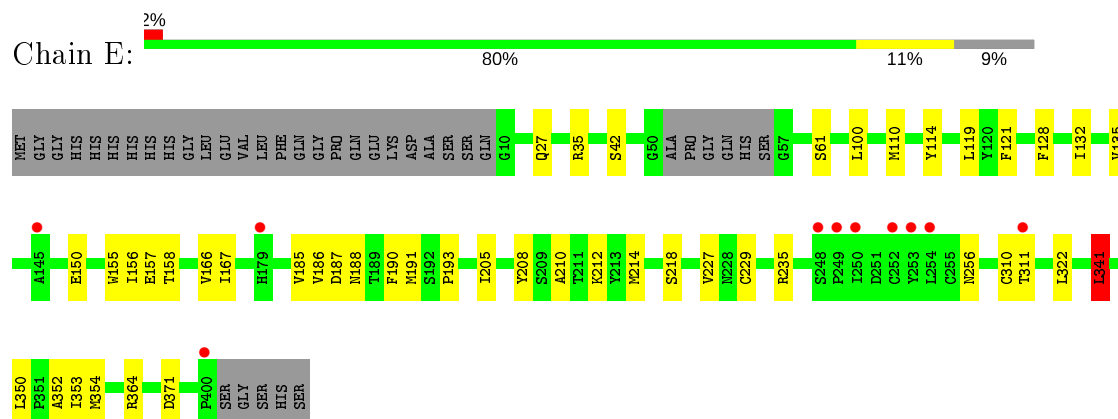 2%
Chain E:
80% 11% 9%
MET GLY GLY HIS HIS HIS HIS HIS HIS GLY LEU GLU VAL LEU PHE GLN GLY PRO GLN GLU LYS ASP ALA SER SER GLN G10 Q27 R35 S42 G50 ALA PRO GLY GLN HIS SER G57 S61 L100 M110 Y114 L119 Y120 F121 F128 I132 V135
A145 E150 W155 I156 E157 T158 V166 I167 H179 V185 V186 D187 N188 T189 F190 M191 S192 P193 I205 Y208 S209 A210 T211 K212 Y213 M214 S218 V227 N228 C229 R235 S248 P249 I250 D251 C252 Y253 L254 C255 N256 C310 T311 L322 L341
L350 P351 A352 I353 M354 R364 D371 P400 SER GLY SER HIS SER